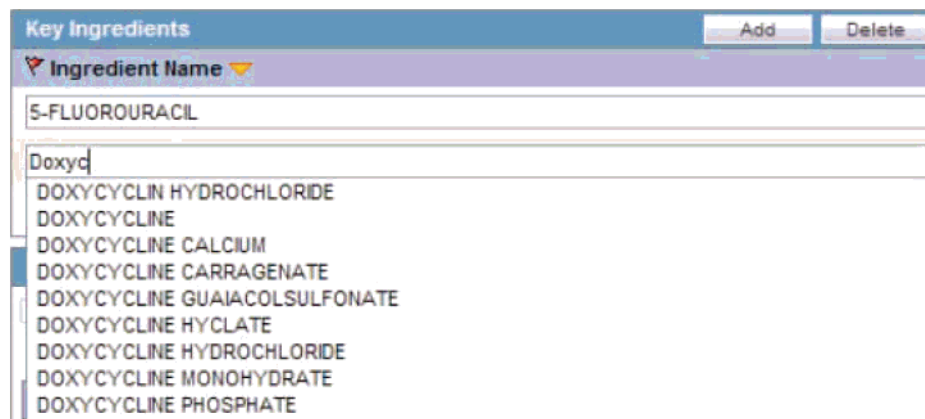 Key Ingredients Add Delete
Ingredient Name
5-FLUOROURACIL
Doxyc
DOXYCYCLIN HYDROCHLORIDE
DOXYCYCLINE
DOXYCYCLINE CALCIUM
DOXYCYCLINE CARRAGENATE
DOXYCYCLINE GUAIACOLSULFONATE
DOXYCYCLINE HYCLATE
DOXYCYCLINE HYDROCHLORIDE
DOXYCYCLINE MONOHYDRATE
DOXYCYCLINE PHOSPHATE